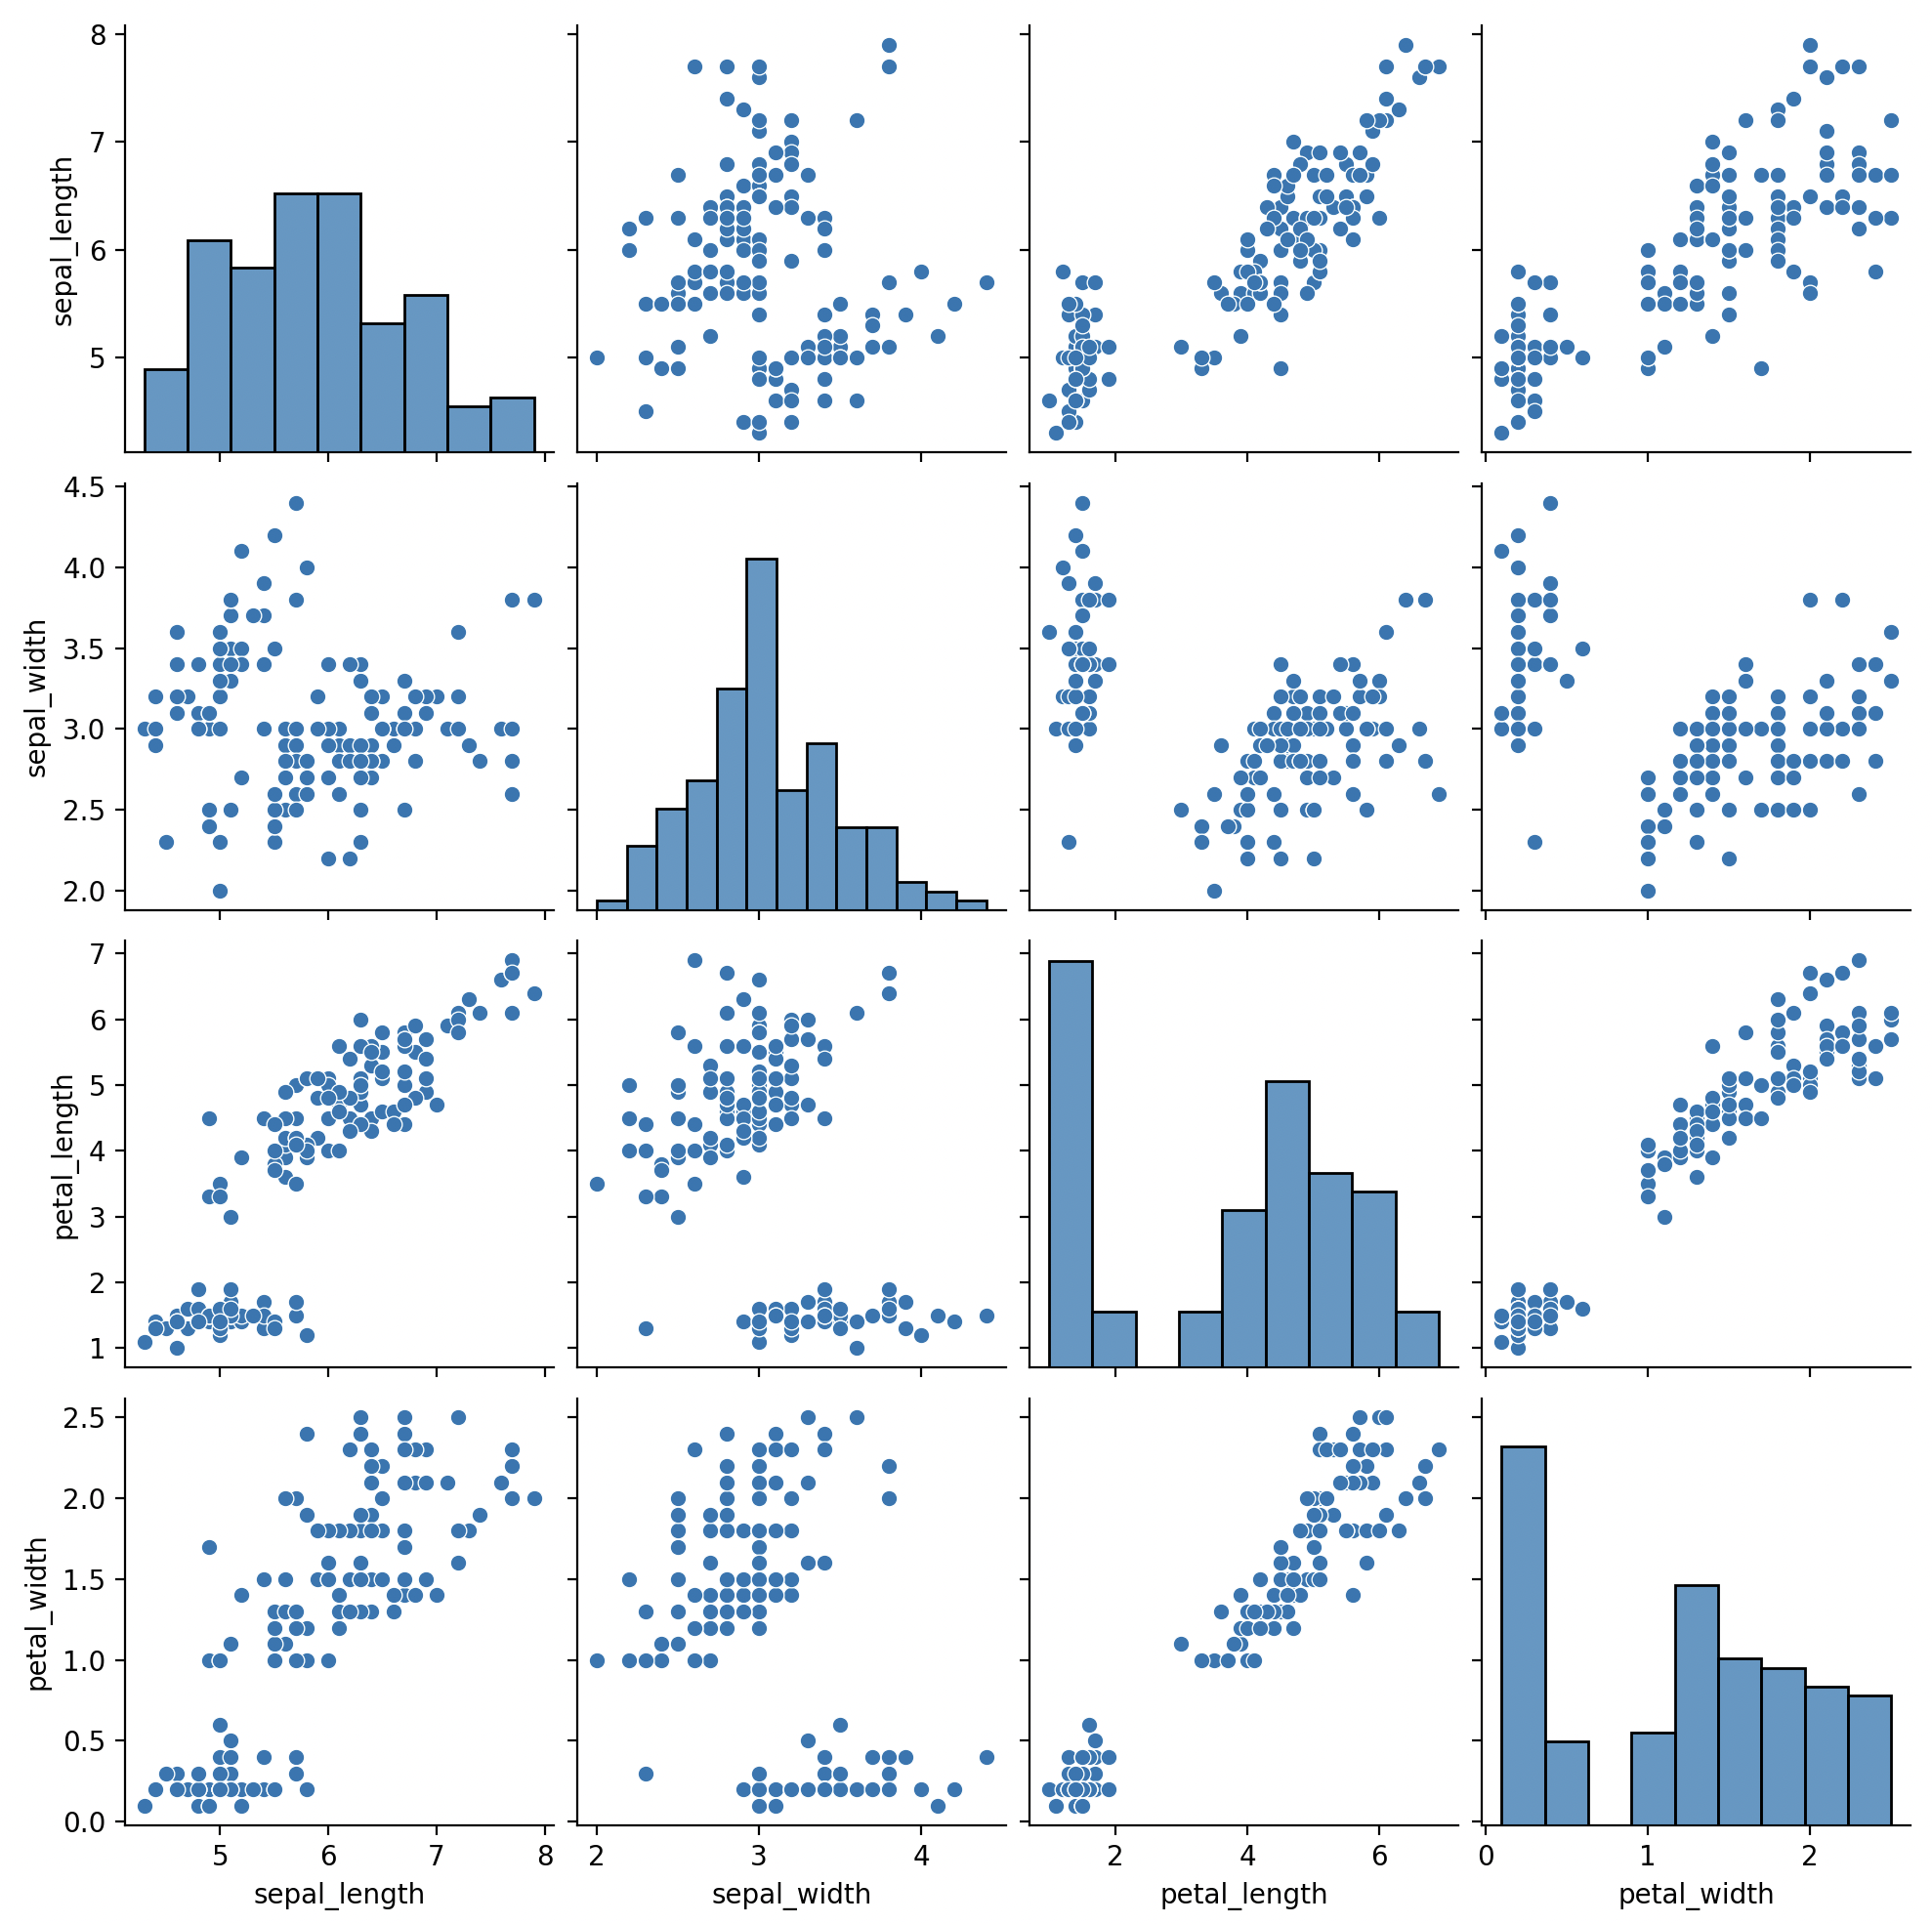 8
7
6
5
sepal_length
4.5
4.0
3.5
3.0
2.5
2.0
sepal_width
7
6
5
4
3
2
1
petal_length
2.5
2.0
1.5
1.0
0.5
0.0
petal_width
5 6 7 8
2 3 4
2 4 6
0 1 2
sepal_length
sepal_width
petal_length
petal_width